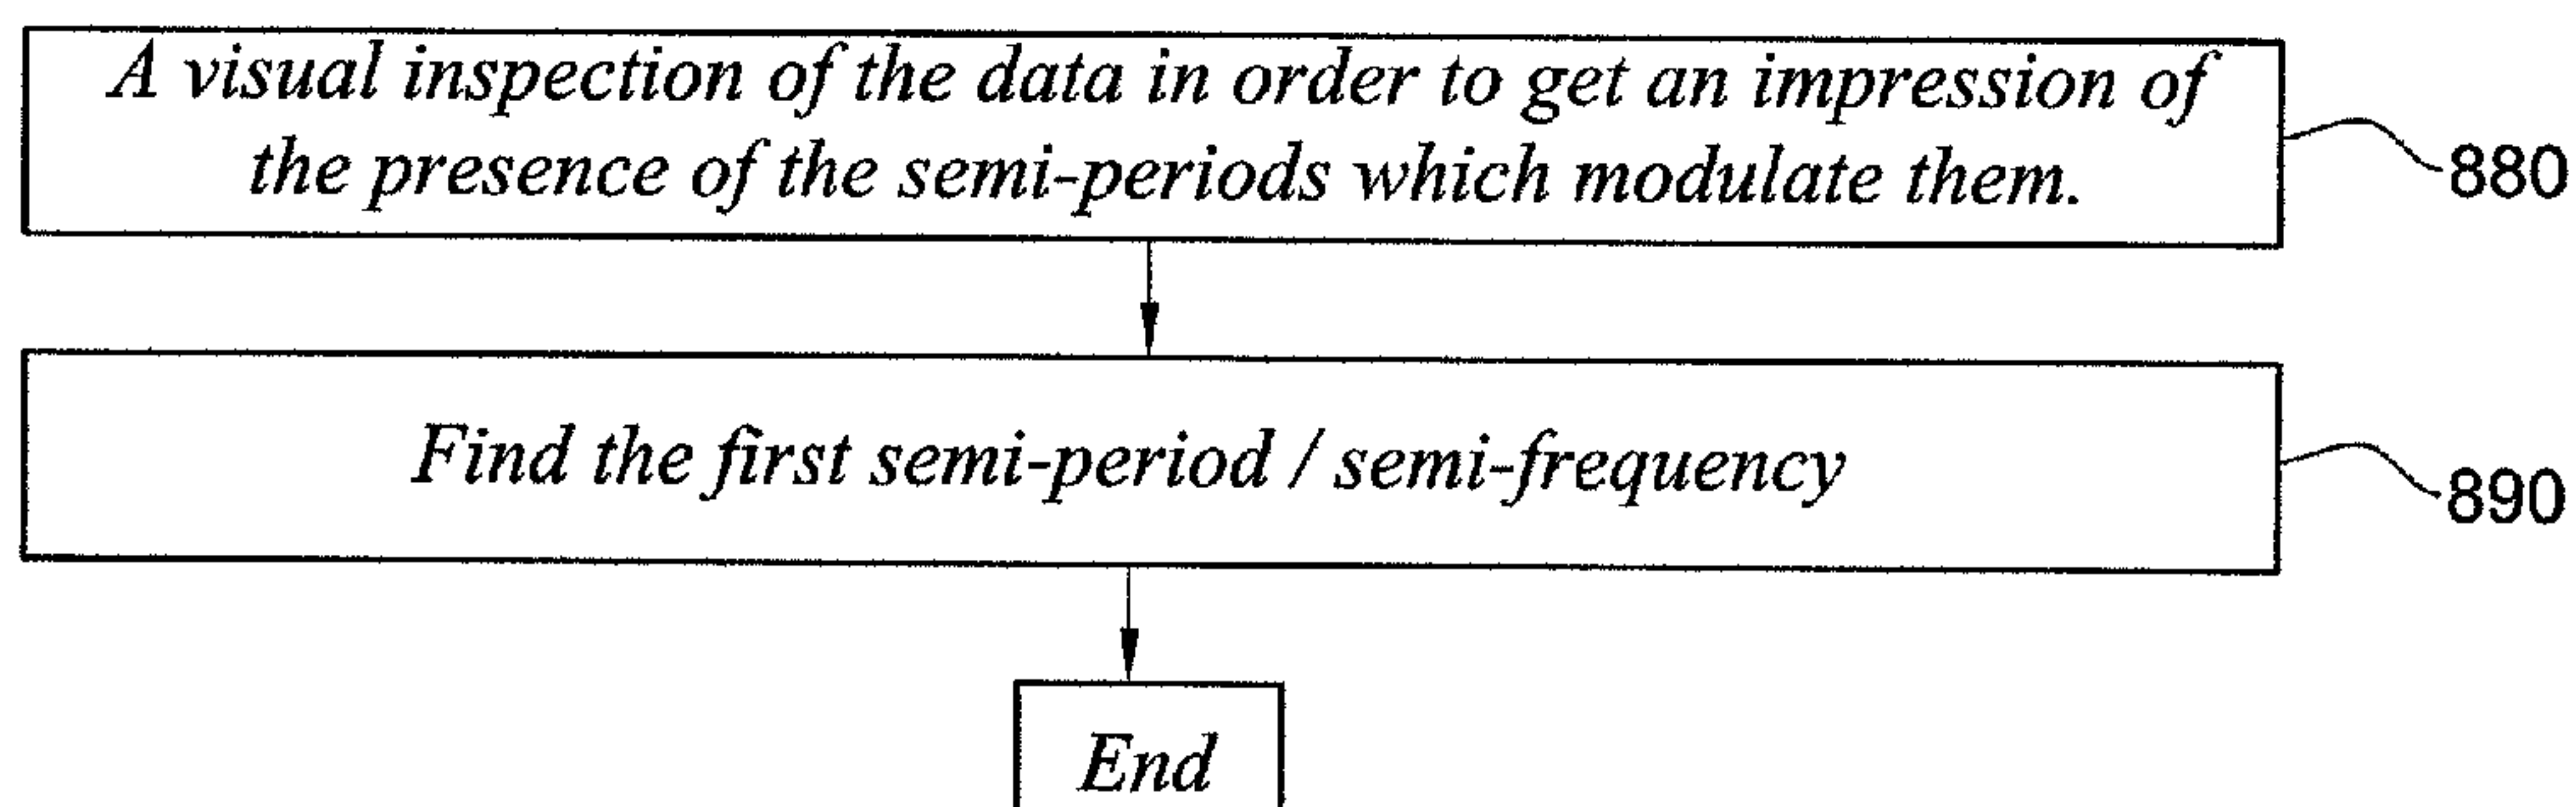 A visual inspection of the data in order to get an impression of
the presence of the semi-periods which modulate them.
880
Find the first semi-period / semi-frequency
890
End